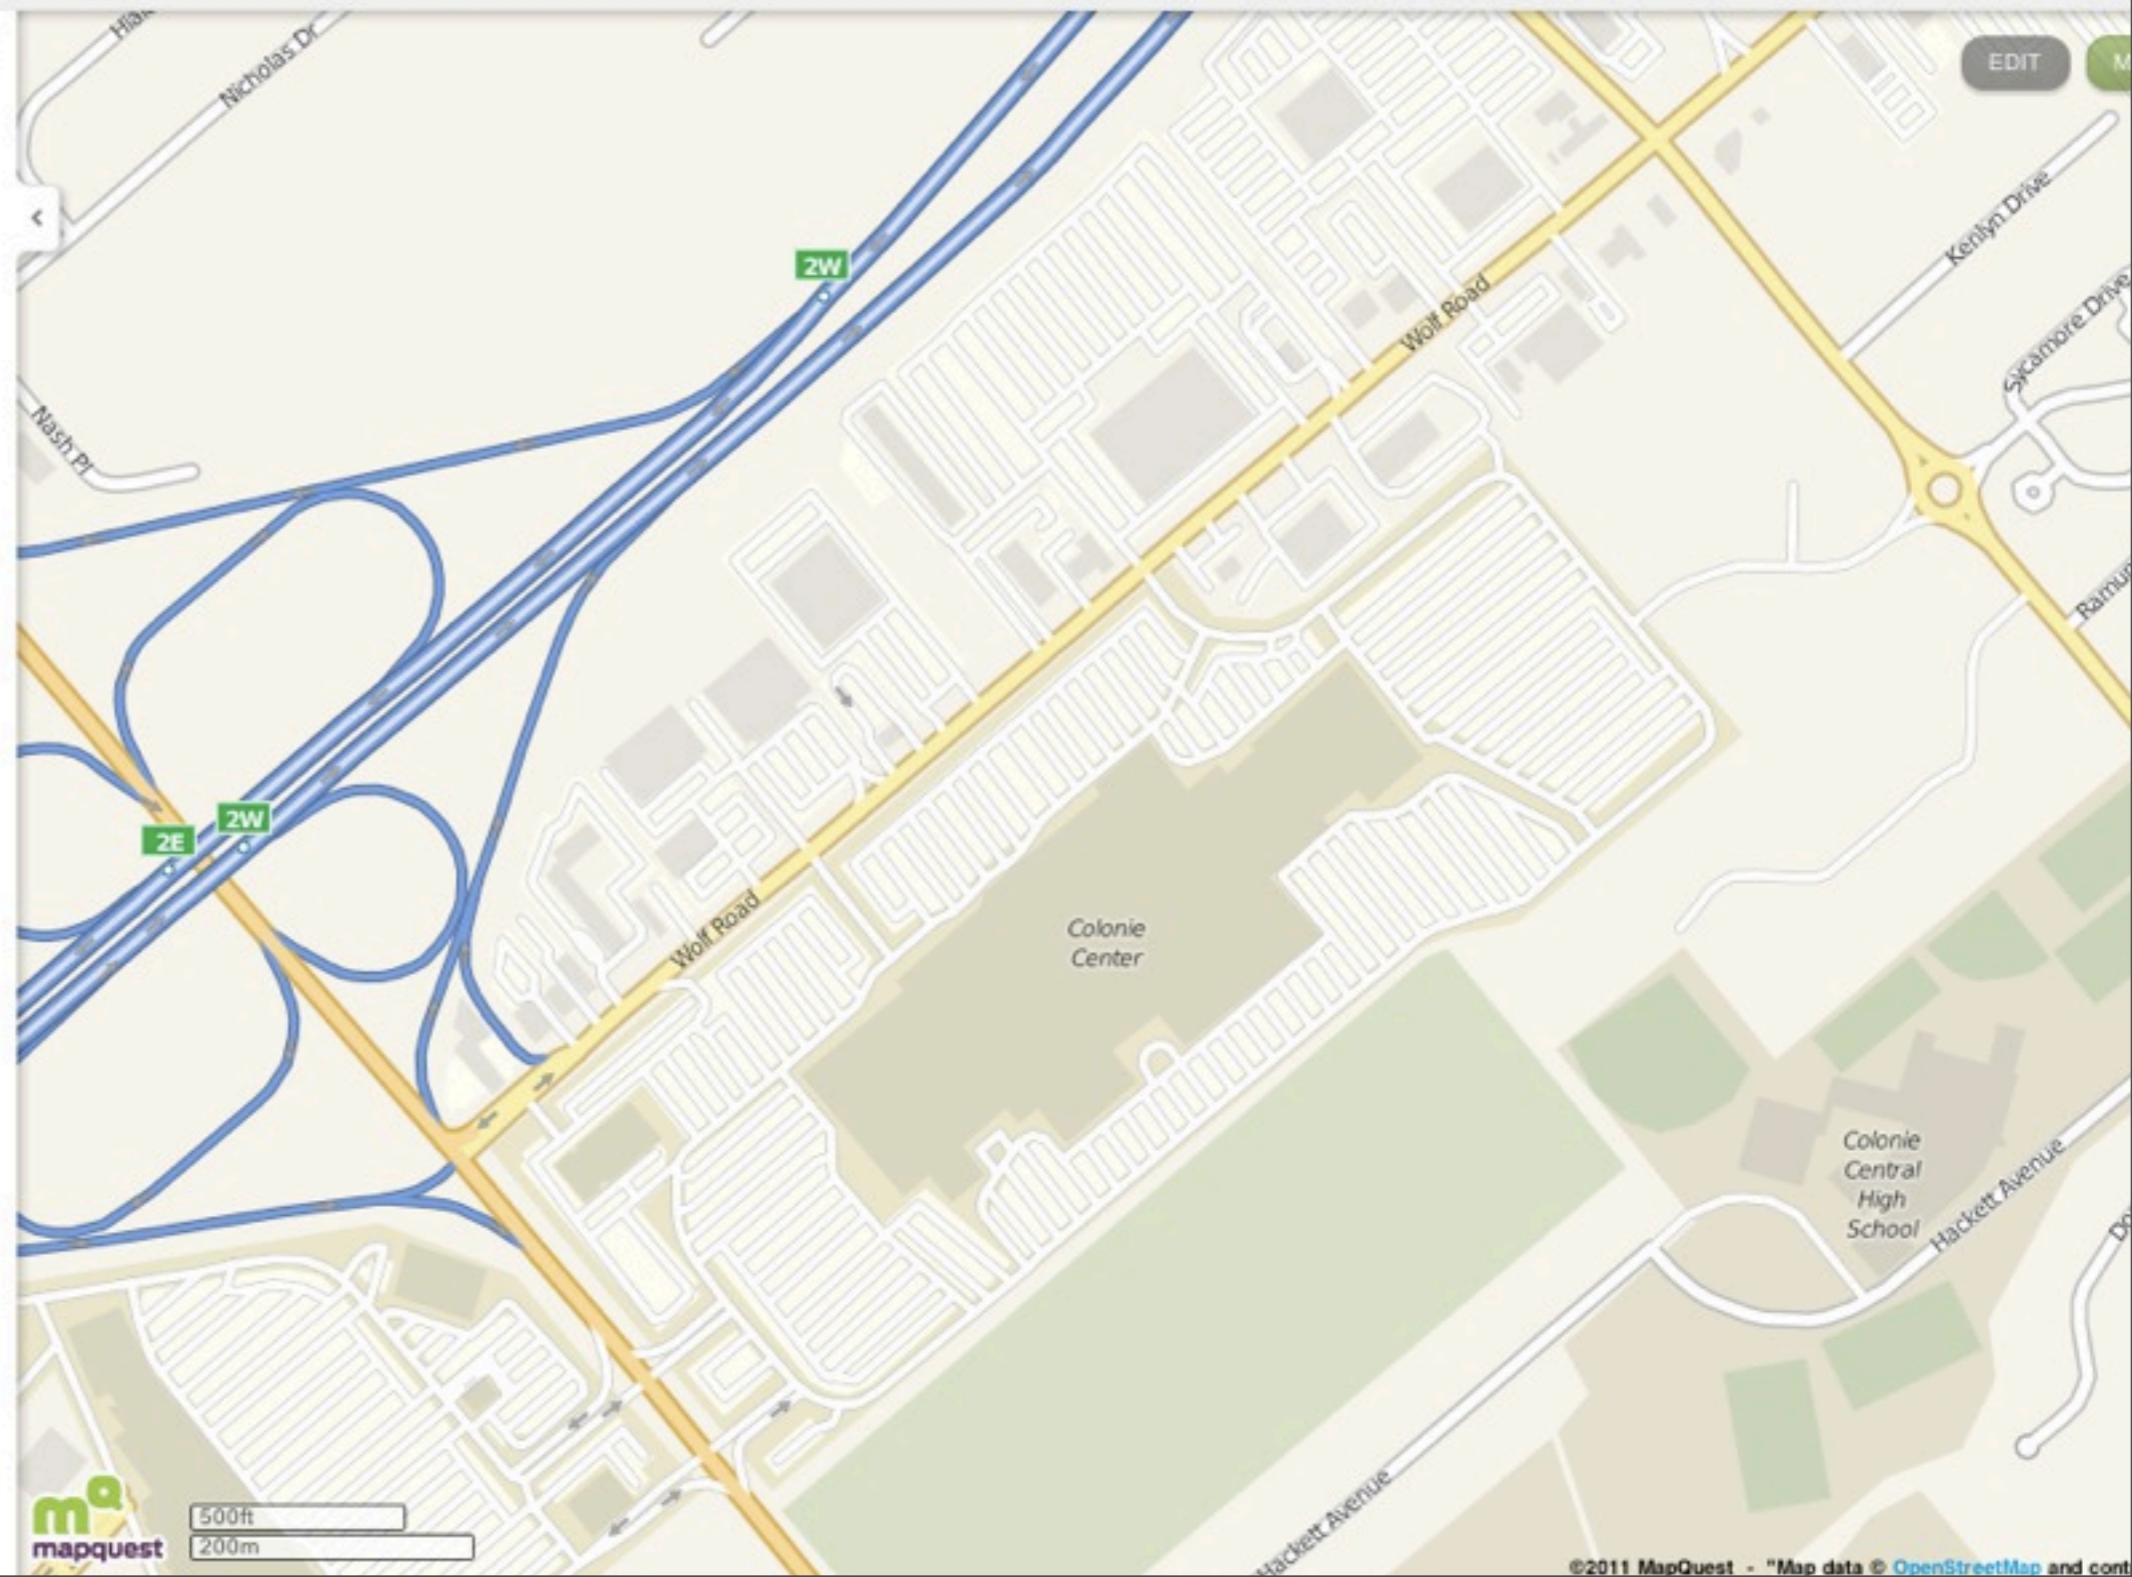 Nicholas Dr
EDIT
Kenlyn Drive
2W
Sycamore Drive
Wolf Road
Nash Pl
2W
2E
Wolf Road
Colonie
Center
Colonie
Central
High
School
Hackett Avenue
Hackett Avenue
mapquest
500ft
200m
©2011 MapQuest - "Map data © OpenStreetMap and cont